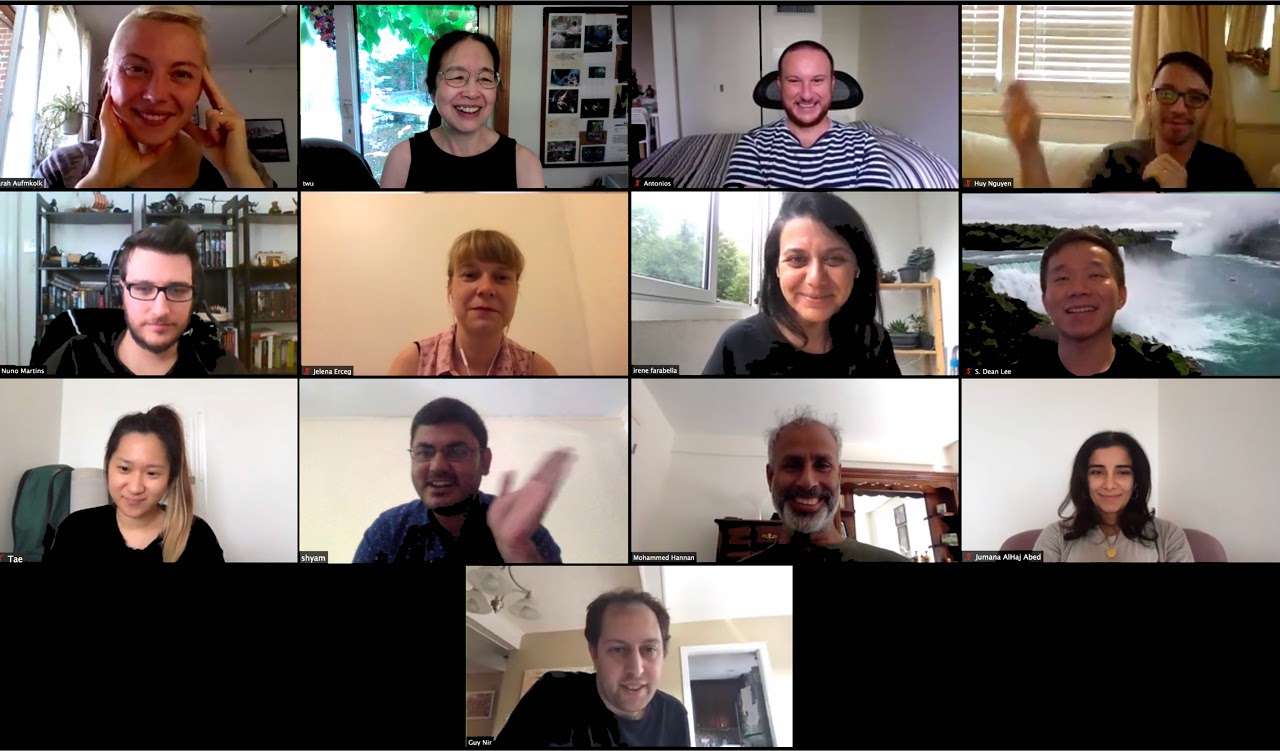 rah Aufmkolk
twu
Antonios
Huy Nguyen
Nuno Martins
Jelena Erceg
irene farabella
S. Dean Lee
Tae
shyam
Mohammed Hannan
Jumana AlHaj Abed
Guy Nir